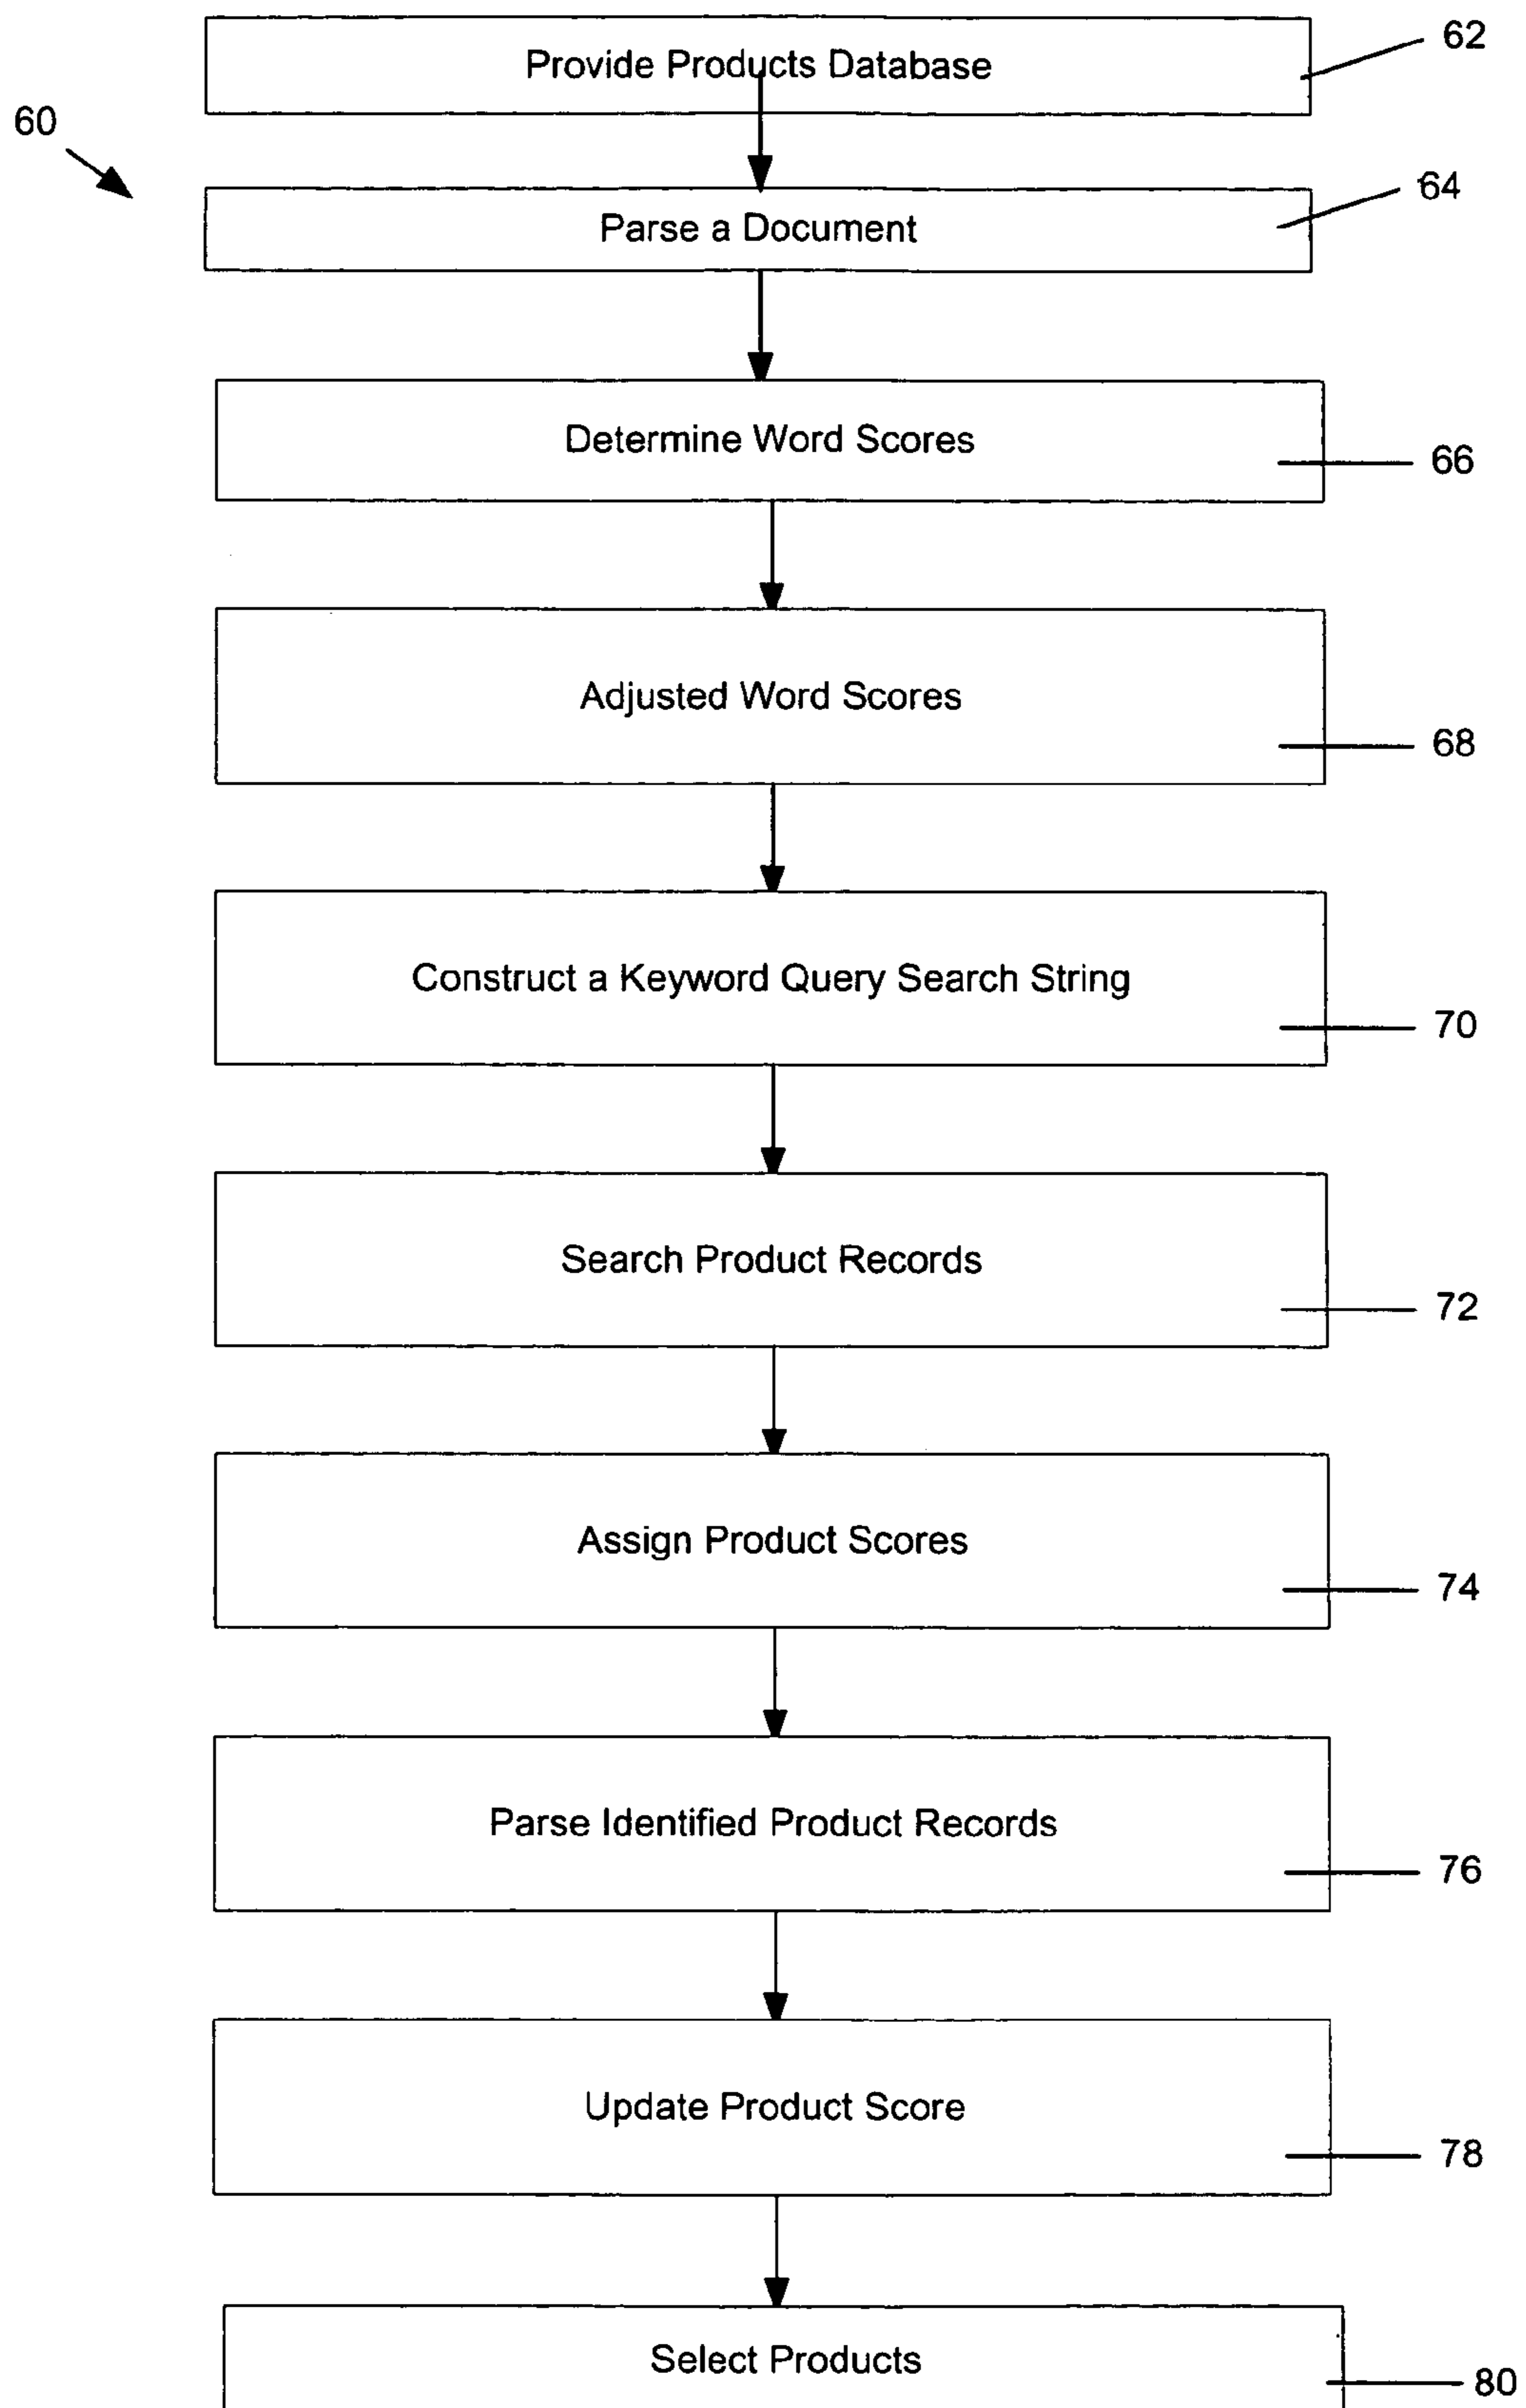 Provide Products Database
62
60
64
Parse a Document
Determine Word Scores
66
Adjusted Word Scores
68
Construct a Keyword Query Search String
70
Search Product Records
72
Assign Product Scores
74
Parse Identified Product Records
76
Update Product Score
78
Select Products
80